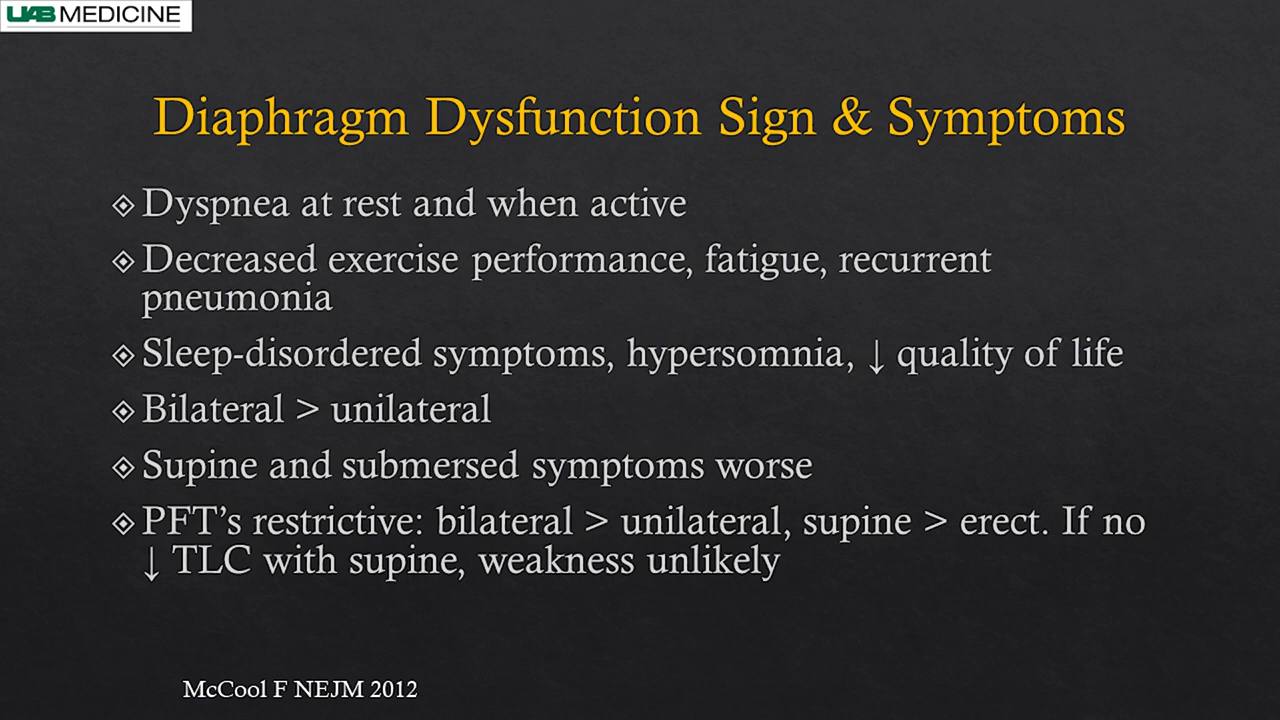 UAB MEDICINE
Diaphragm Dysfunction Sign & Symptoms
Dyspnea at rest and when active
Decreased exercise performance, fatigue, recurrent
pneumonia
Sleep-disordered symptoms, hypersomnia, ↓ quality of life
Bilateral > unilateral
Supine and submersed symptoms worse
PFT’s restrictive: bilateral > unilateral, supine > erect. If no
↓ TLC with supine, weakness unlikely
McCool F NEJM 2012